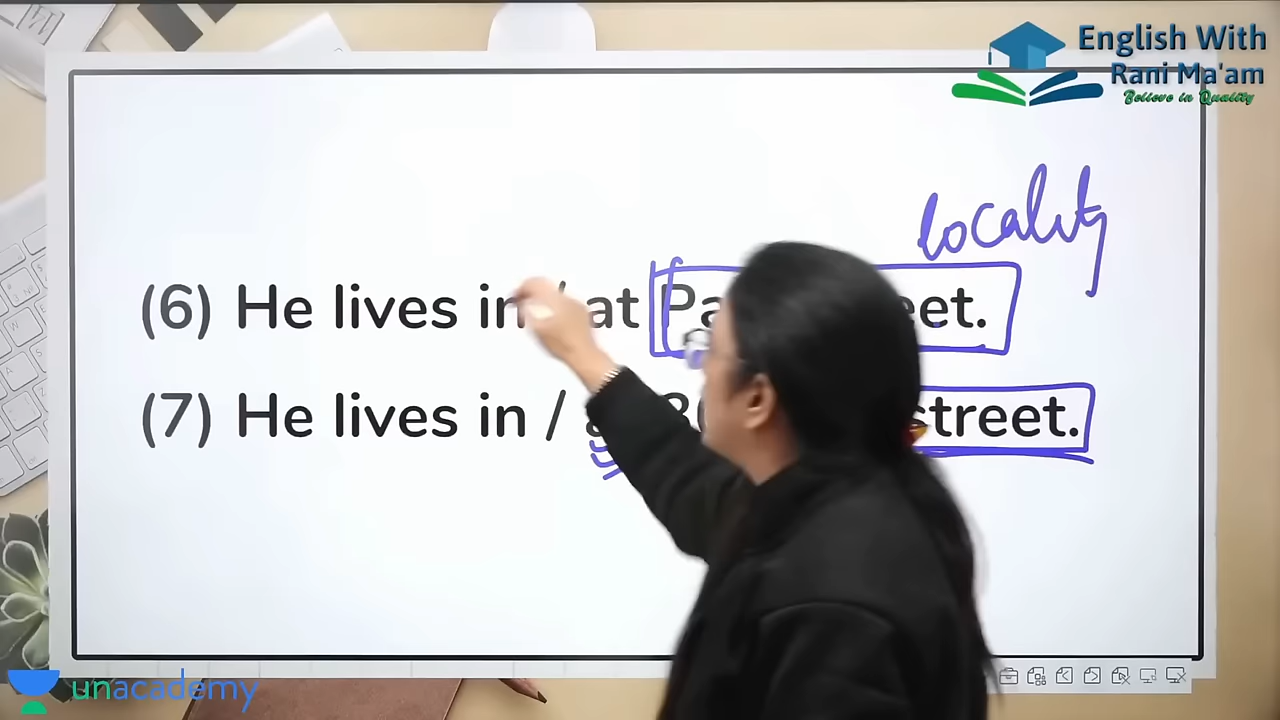 English With
Rani Ma'am
Believe in Quality
locality
(6) He lives in / at eet.
(7) He lives in / street.
unacademy